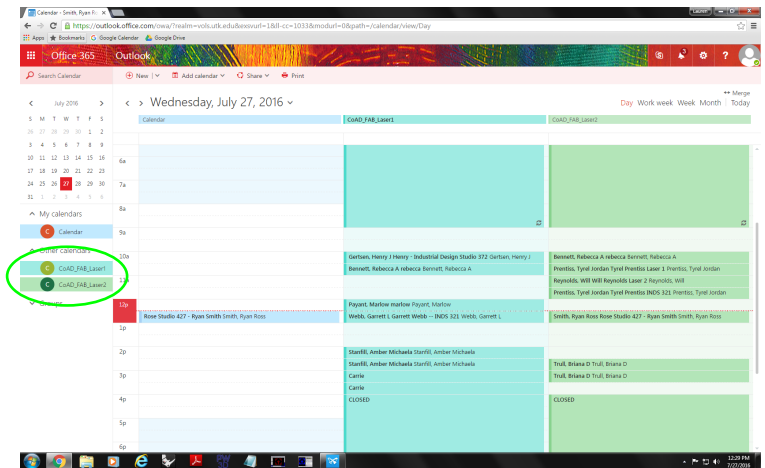 Calendar - Smith, Ryan R
Lauren
https://outlook.office.com/owa/?realm=vols.utk.edu&exsvurl=1&ll-cc=1033&modurl=0&path=/calendar/view/Day
Apps Bookmarks Google Calendar Google Drive
Office 365 Outlook ?
Search Calendar New Add calendar Share Print
July 2016
Wednesday, July 27, 2016
Merge
Day Work week Week Month Today
S M T W T F S
26 27 28 29 30 1 2
3 4 5 6 7 8 9
10 11 12 13 14 15 16
17 18 19 20 21 22 23
24 25 26 27 28 29 30
31 1 2 3 4 5 6
My calendars
C Calendar
Other calendars
C CoAD_FAB_Laser1
C CoAD_FAB_Laser2
Groups
Calendar CoAD_FAB_Laser1 CoAD_FAB_Laser2
6a
7a
8a
9a
10a
Gertsen, Henry J Henry - Industrial Design Studio 372 Gertsen, Henry J
Bennett, Rebecca A rebecca Bennett, Rebecca A
Bennett, Rebecca A rebecca Bennett, Rebecca A
Prentiss, Tyrel Jordan Tyrel Prentiss Laser 1 Prentiss, Tyrel Jordan
11a
Reynolds, Will Will Reynolds Laser 2 Reynolds, Will
Prentiss, Tyrel Jordan Tyrel Prentiss INDS 321 Prentiss, Tyrel Jordan
12p
Payant, Marlow marlow Payant, Marlow
Rose Studio 427 - Ryan Smith Smith, Ryan Ross
Webb, Garrett L Garrett Webb -- INDS 321 Webb, Garrett L
Smith, Ryan Ross Rose Studio 427 - Ryan Smith Smith, Ryan Ross
1p
2p
Stanfill, Amber Michaela Stanfill, Amber Michaela
Stanfill, Amber Michaela Stanfill, Amber Michaela
Trull, Briana D Trull, Briana D
3p
Carrie
Trull, Briana D Trull, Briana D
Carrie
4p
CLOSED
CLOSED
5p
6p
12:29 PM
7/27/2016